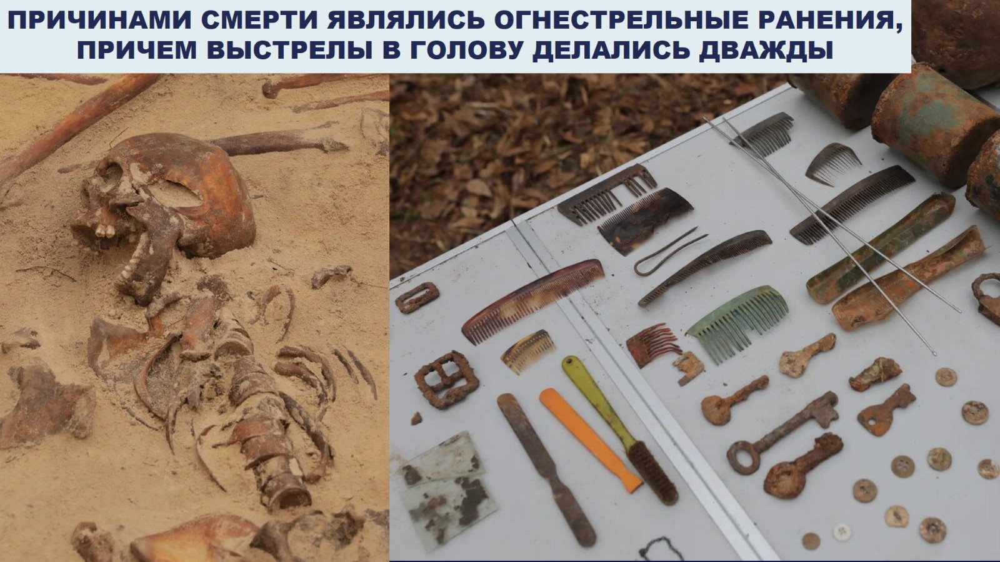 ПРИЧИНАМИ СМЕРТИ ЯВЛЯЛИСЬ ОГНЕСТРЕЛЬНЫЕ РАНЕНИЯ,
ПРИЧЕМ ВЫСТРЕЛЫ В ГОЛОВУ ДЕЛАЛИСЬ ДВАЖДЫ